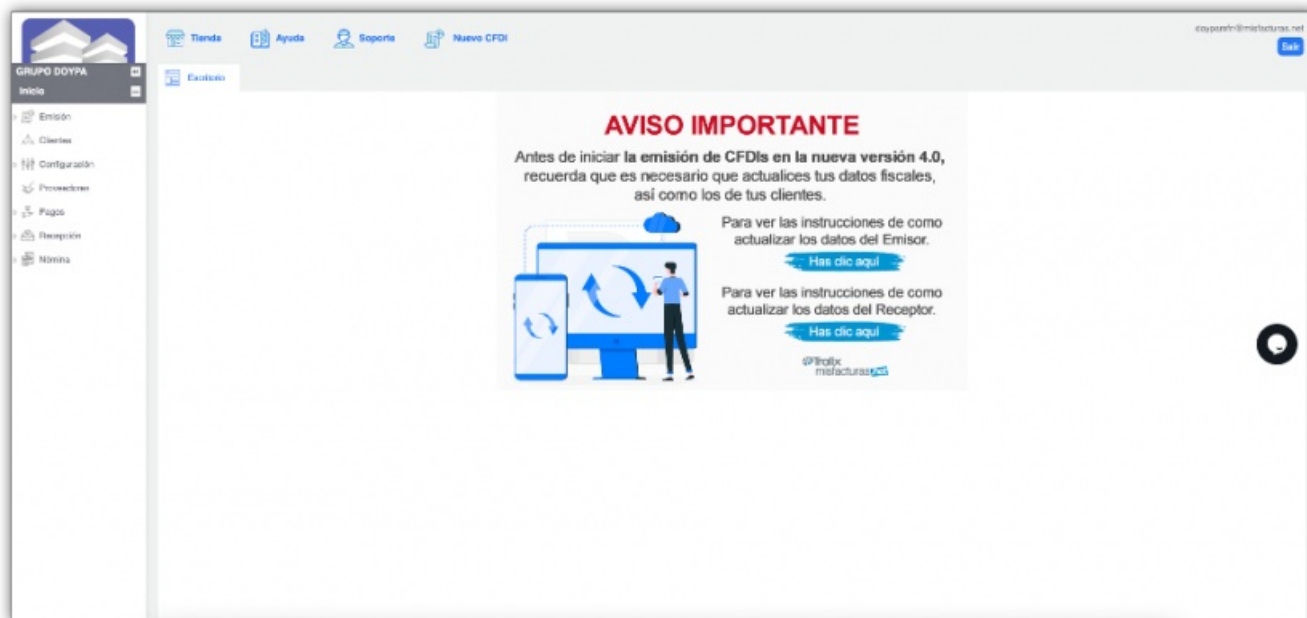 Tienda
Ayuda
Soporte
Nuevo CFDI
Salir
GRUPO DOYPA
Inicio
Escritorio
Emisión
Clientes
Configuración
Proveedores
Pagos
Recepción
Nómina
AVISO IMPORTANTE
Antes de iniciar la emisión de CFDIs en la nueva versión 4.0,
recuerda que es necesario que actualices tus datos fiscales,
así como los de tus clientes.
Para ver las instrucciones de como
actualizar los datos del Emisor.
Has clic aquí
Para ver las instrucciones de como
actualizar los datos del Receptor.
Has clic aquí
misfacturas.net